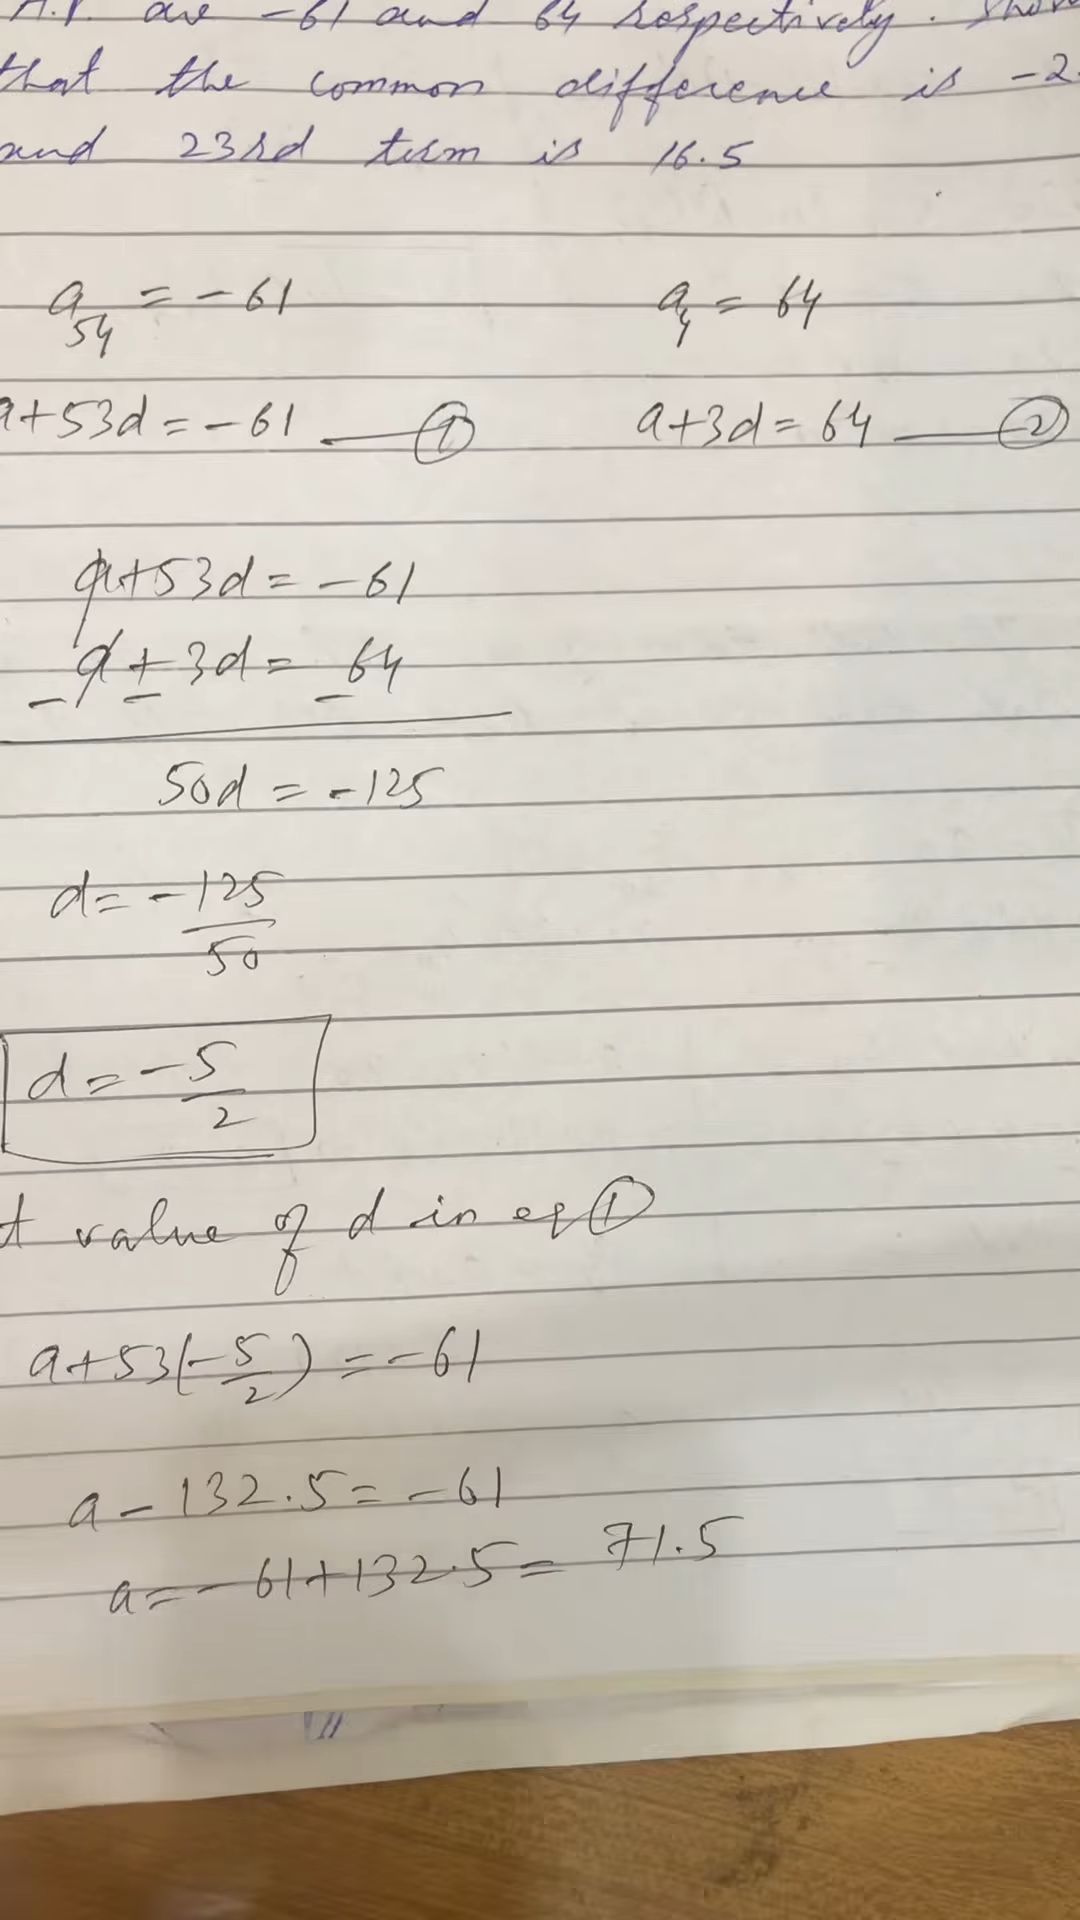 A.P. are -61 and 64 respectively. Show
that the common difference is -2.
and 23rd term is 16.5
a54 = -61 a4 = 64
a+53d = -61 —— ① a+3d = 64 —— ②
a+53d = -61
a + 3d = 64
- - -
50d = -125
d = -125/50
d = -5/2
t value of d in eq ①
a+53(-5/2) = -61
a - 132.5 = -61
a = -61+132.5 = 71.5